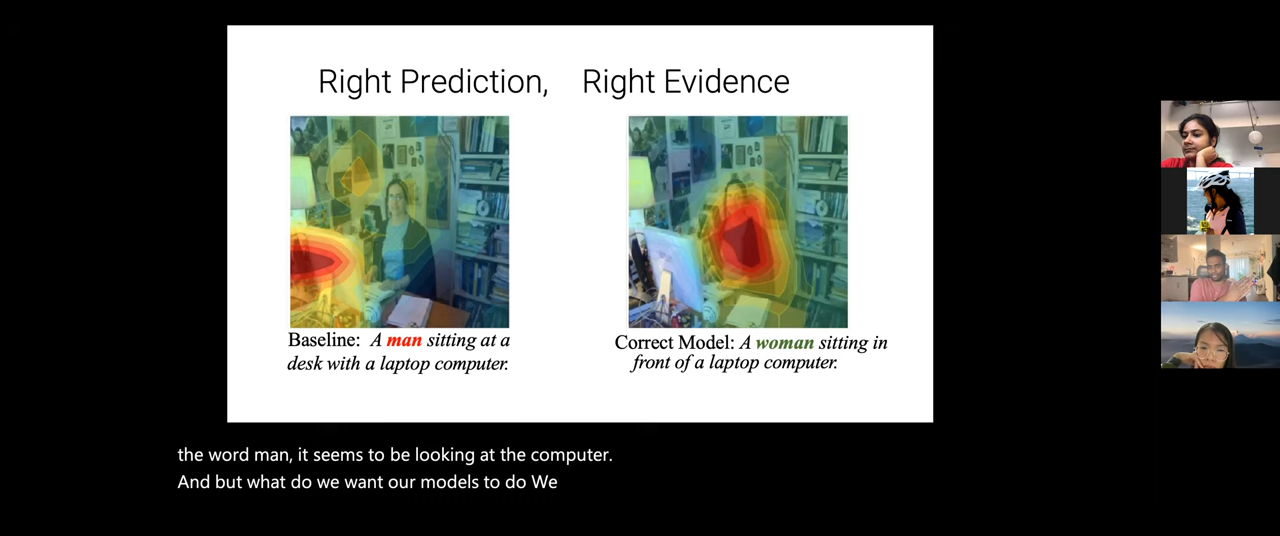 Right Prediction, Right Evidence
Baseline: A man sitting at a
desk with a laptop computer.
Correct Model: A woman sitting in
front of a laptop computer.
the word man, it seems to be looking at the computer.
And but what do we want our models to do We